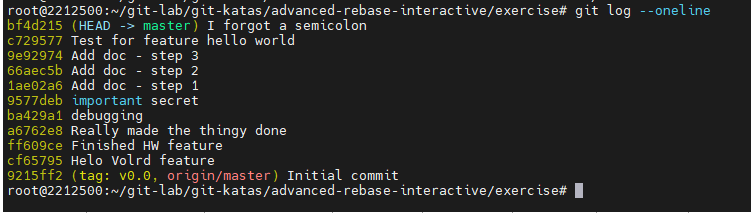 root@2212500:~/git-lab/git-katas/advanced-rebase-interactive/exercise# git log --oneline
bf4d215 (HEAD -> master) I forgot a semicolon
c729577 Test for feature hello world
9e92974 Add doc - step 3
66aec5b Add doc - step 2
1ae02a6 Add doc - step 1
9577deb important secret
ba429a1 debugging
a6762e8 Really made the thingy done
ff609ce Finished HW feature
cf65795 Helo Volrd feature
9215ff2 (tag: v0.0, origin/master) Initial commit
root@2212500:~/git-lab/git-katas/advanced-rebase-interactive/exercise#